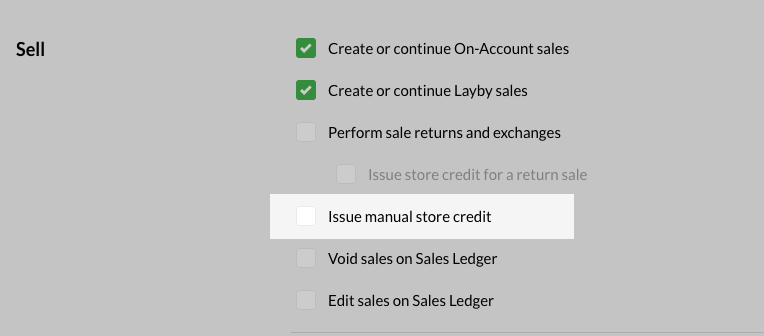 Sell
Create or continue On-Account sales
Create or continue Layby sales
Perform sale returns and exchanges
Issue store credit for a return sale
Issue manual store credit
Void sales on Sales Ledger
Edit sales on Sales Ledger